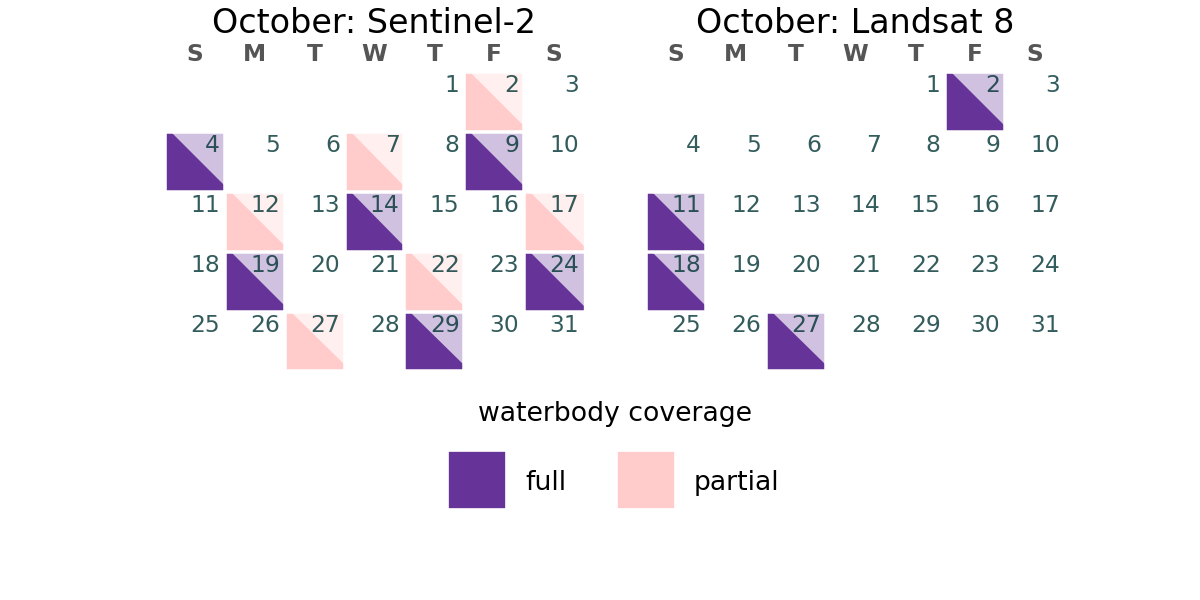 October: Sentinel-2
S M T W T F S
1 2 3
4 5 6 7 8 9 10
11 12 13 14 15 16 17
18 19 20 21 22 23 24
25 26 27 28 29 30 31
October: Landsat 8
S M T W T F S
1 2 3
4 5 6 7 8 9 10
11 12 13 14 15 16 17
18 19 20 21 22 23 24
25 26 27 28 29 30 31
waterbody coverage
full partial